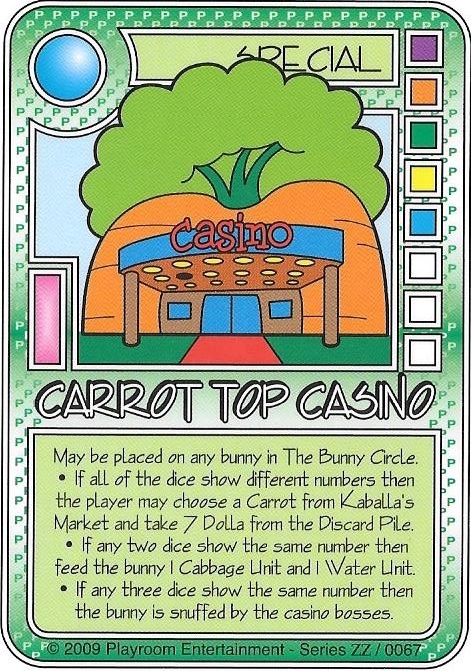 SPECIAL
casino
CARROT TOP CASINO
May be placed on any bunny in The Bunny Circle.
• If all of the dice show different numbers then
the player may choose a Carrot from Kaballa's
Market and take 7 Dolla from the Discard Pile.
• If any two dice show the same number then
feed the bunny 1 Cabbage Unit and 1 Water Unit.
• If any three dice show the same number then
the bunny is snuffed by the casino bosses.
© 2009 Playroom Entertainment - Series ZZ / 0067